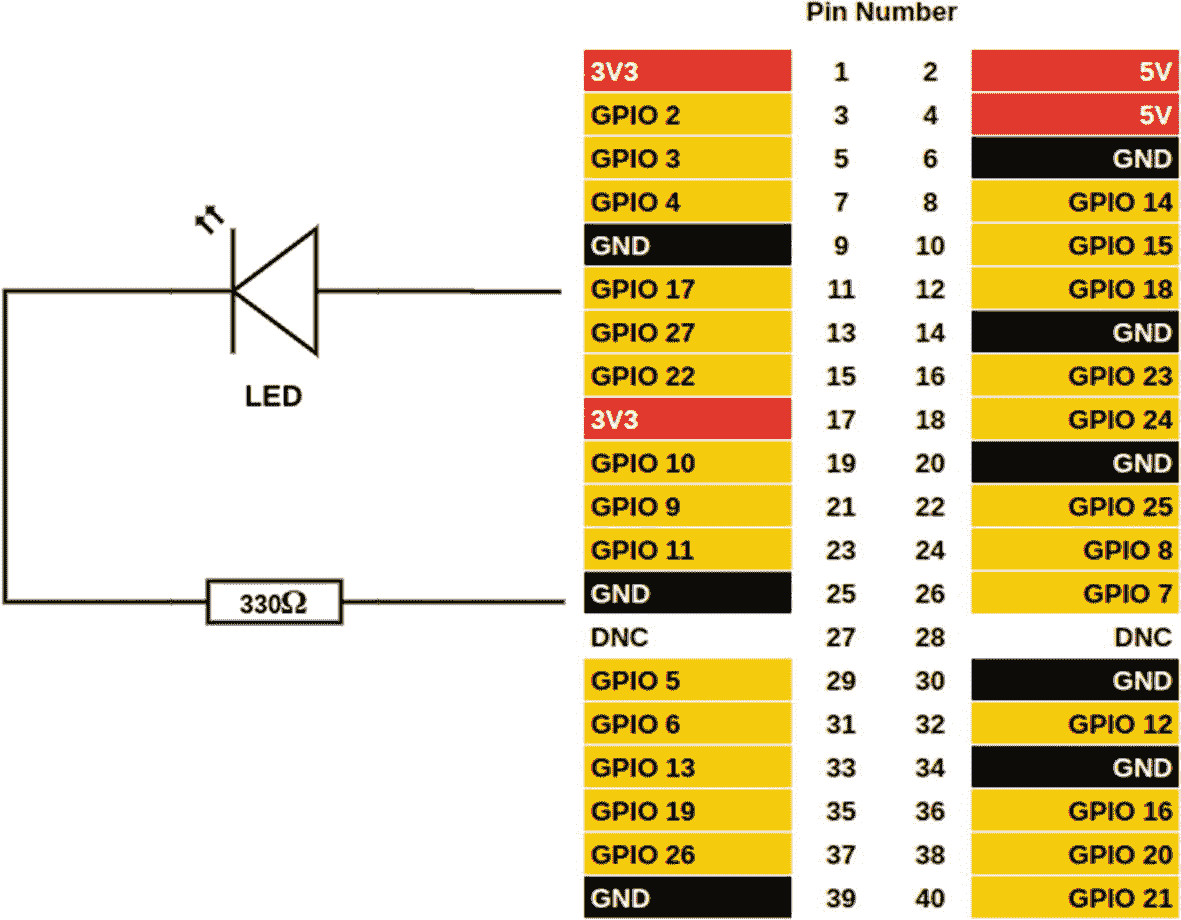 Pin Number
3V3 1 2 5V
GPIO 2 3 4 5V
GPIO 3 5 6 GND
GPIO 4 7 8 GPIO 14
GND 9 10 GPIO 15
GPIO 17 11 12 GPIO 18
GPIO 27 13 14 GND
GPIO 22 15 16 GPIO 23
LED
3V3 17 18 GPIO 24
GPIO 10 19 20 GND
GPIO 9 21 22 GPIO 25
GPIO 11 23 24 GPIO 8
330Ω
GND 25 26 GPIO 7
DNC 27 28 DNC
GPIO 5 29 30 GND
GPIO 6 31 32 GPIO 12
GPIO 13 33 34 GND
GPIO 19 35 36 GPIO 16
GPIO 26 37 38 GPIO 20
GND 39 40 GPIO 21